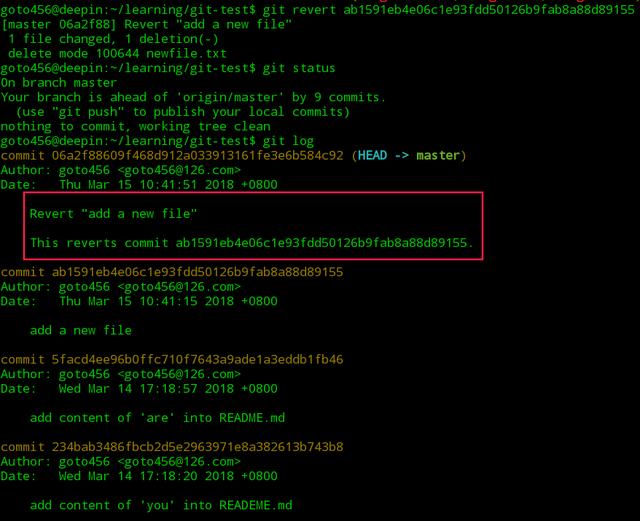 goto456@deepin:~/learning/git-test$ git revert ab1591eb4e06c1e93fdd50126b9fab8a88d89155
[master 06a2f88] Revert "add a new file"
1 file changed, 1 deletion(-)
delete mode 100644 newfile.txt
goto456@deepin:~/learning/git-test$ git status
On branch master
Your branch is ahead of 'origin/master' by 9 commits.
(use "git push" to publish your local commits)
nothing to commit, working tree clean
goto456@deepin:~/learning/git-test$ git log
commit 06a2f88609f468d912a033913161fe3e6b584c92 (HEAD -> master)
Author: goto456 <goto456@126.com>
Date:   Thu Mar 15 10:41:51 2018 +0800
Revert "add a new file"
This reverts commit ab1591eb4e06c1e93fdd50126b9fab8a88d89155.
commit ab1591eb4e06c1e93fdd50126b9fab8a88d89155
Author: goto456 <goto456@126.com>
Date:   Thu Mar 15 10:41:15 2018 +0800
add a new file
commit 5facd4ee96b0ffc710f7643a9ade1a3eddb1fb46
Author: goto456 <goto456@126.com>
Date:   Wed Mar 14 17:18:57 2018 +0800
add content of 'are' into README.md
commit 234bab3486fbcb2d5e2963971e8a382613b743b8
Author: goto456 <goto456@126.com>
Date:   Wed Mar 14 17:18:20 2018 +0800
add content of 'you' into READEME.md